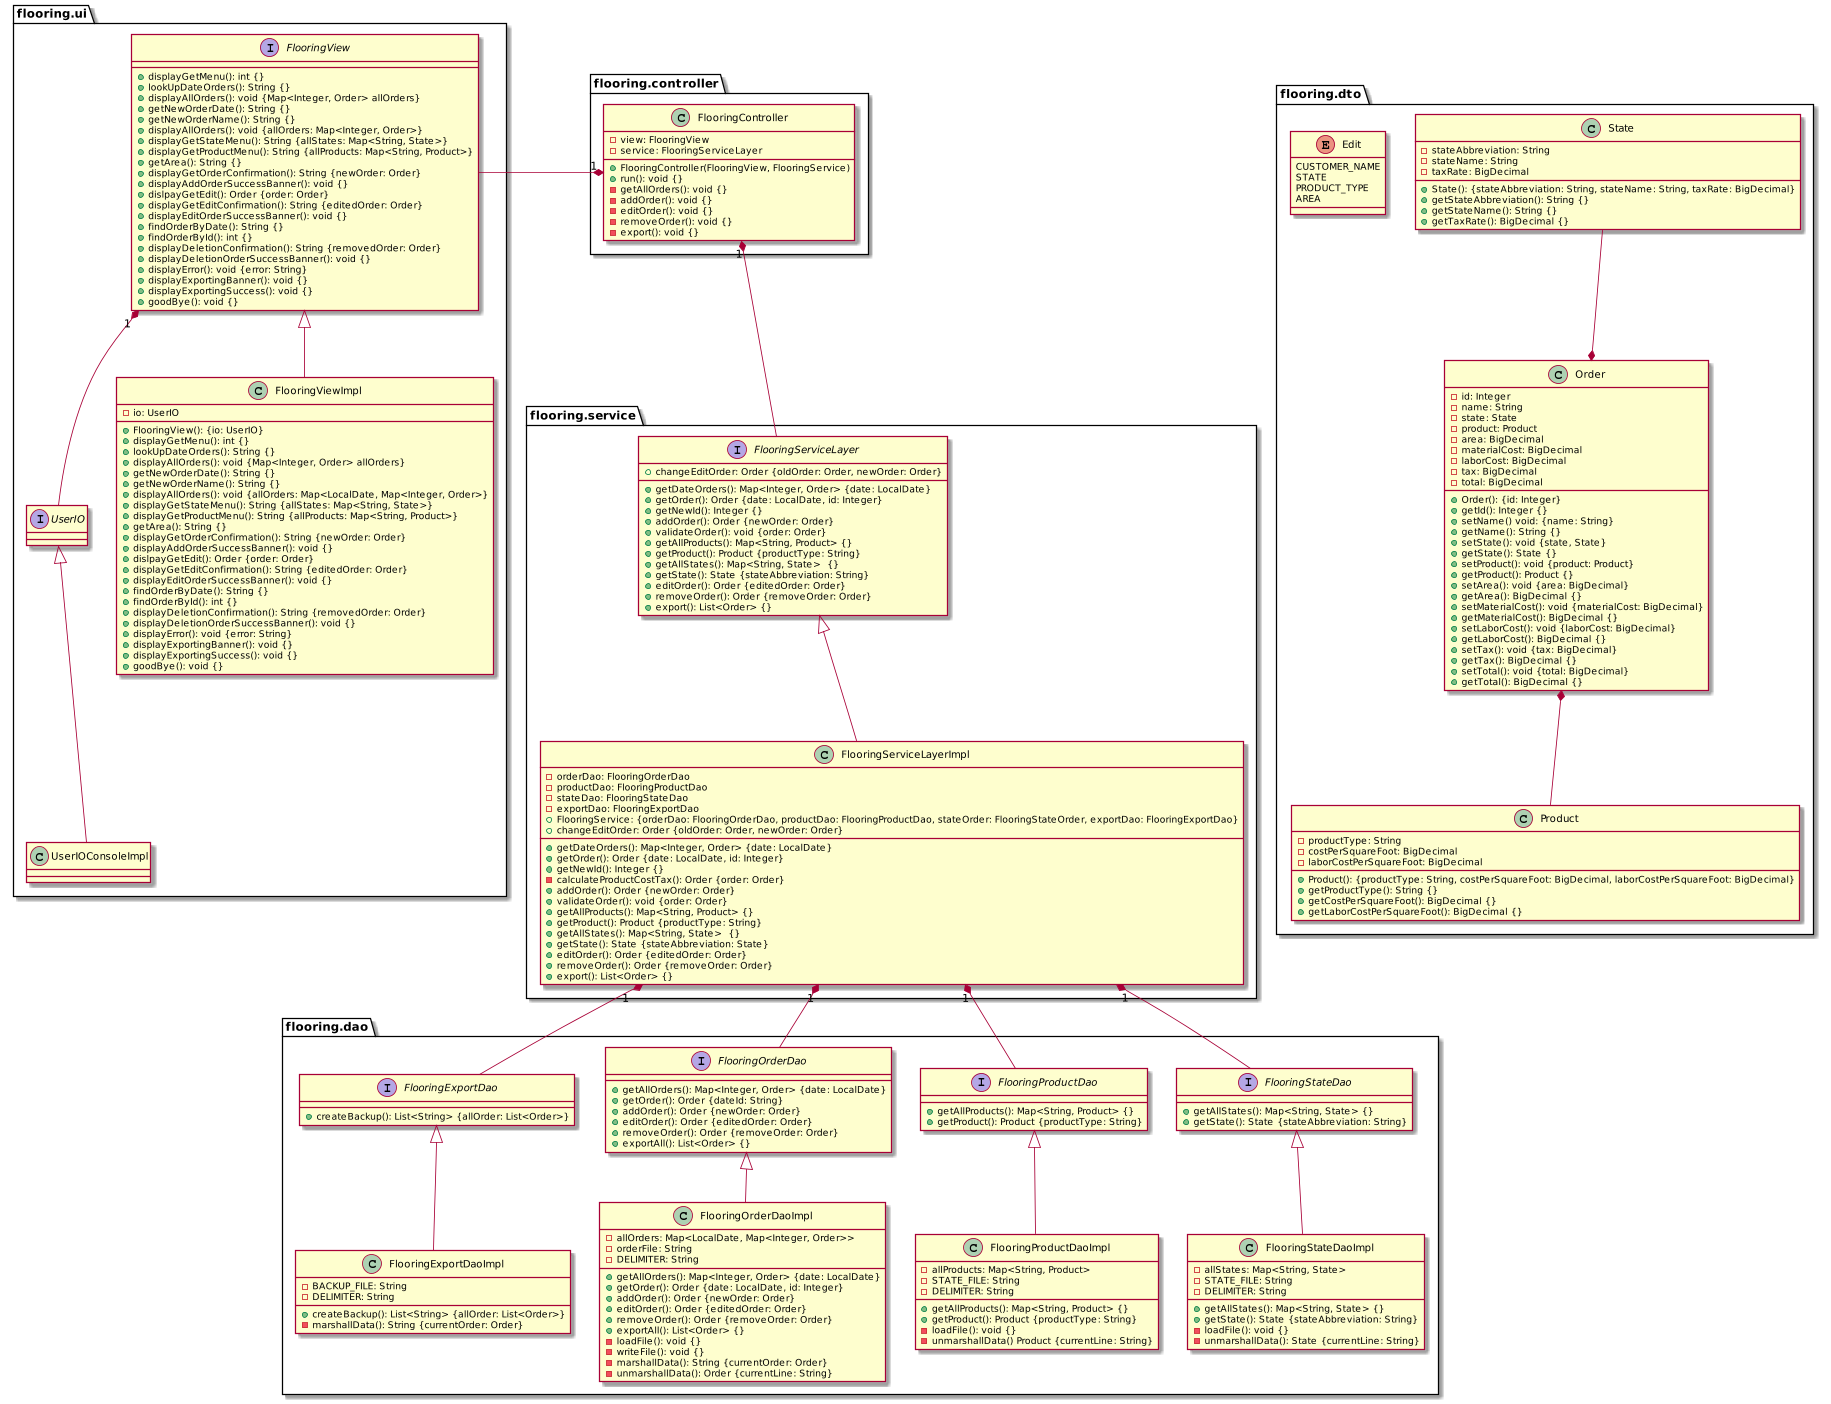 flooring.ui
I FlooringView
displayGetMenu(): int {}
lookUpDateOrders(): String {}
displayAllOrders(): void {Map<Integer, Order> allOrders}
getNewOrderDate(): String {}
getNewOrderName(): String {}
displayAllOrders(): void {allOrders: Map<Integer, Order>}
displayGetStateMenu(): String {allStates: Map<String, State>}
displayGetProductMenu(): String {allProducts: Map<String, Product>}
getArea(): String {}
displayGetOrderConfirmation(): String {newOrder: Order}
displayAddOrderSuccessBanner(): void {}
dislpayGetEdit(): Order {order: Order}
displayGetEditConfirmation(): String {editedOrder: Order}
displayEditOrderSuccessBanner(): void {}
findOrderByDate(): String {}
findOrderById(): int {}
displayDeletionConfirmation(): String {removedOrder: Order}
displayDeletionOrderSuccessBanner(): void {}
displayError(): void {error: String}
displayExportingBanner(): void {}
displayExportingSuccess(): void {}
goodBye(): void {}
1
C FlooringViewImpl
io: UserIO
FlooringView(): {io: UserIO}
displayGetMenu(): int {}
lookUpDateOrders(): String {}
displayAllOrders(): void {Map<Integer, Order> allOrders}
getNewOrderDate(): String {}
getNewOrderName(): String {}
displayAllOrders(): void {allOrders: Map<LocalDate, Map<Integer, Order>}
displayGetStateMenu(): String {allStates: Map<String, State>}
displayGetProductMenu(): String {allProducts: Map<String, Product>}
getArea(): String {}
displayGetOrderConfirmation(): String {newOrder: Order}
displayAddOrderSuccessBanner(): void {}
dislpayGetEdit(): Order {order: Order}
displayGetEditConfirmation(): String {editedOrder: Order}
displayEditOrderSuccessBanner(): void {}
findOrderByDate(): String {}
findOrderById(): int {}
displayDeletionConfirmation(): String {removedOrder: Order}
displayDeletionOrderSuccessBanner(): void {}
displayError(): void {error: String}
displayExportingBanner(): void {}
displayExportingSuccess(): void {}
goodBye(): void {}
I UserIO
C UserIOConsoleImpl
flooring.controller
C FlooringController
view: FlooringView
service: FlooringServiceLayer
FlooringController(FlooringView, FlooringService)
run(): void {}
getAllOrders(): void {}
addOrder(): void {}
editOrder(): void {}
removeOrder(): void {}
export(): void {}
1
1
flooring.service
I FlooringServiceLayer
changeEditOrder: Order {oldOrder: Order, newOrder: Order}
getDateOrders(): Map<Integer, Order> {date: LocalDate}
getOrder(): Order {date: LocalDate, id: Integer}
getNewId(): Integer {}
addOrder(): Order {newOrder: Order}
validateOrder(): void {order: Order}
getAllProducts(): Map<String, Product> {}
getProduct(): Product {productType: String}
getAllStates(): Map<String, State>  {}
getState(): State {stateAbbreviation: String}
editOrder(): Order {editedOrder: Order}
removeOrder(): Order {removeOrder: Order}
export(): List<Order> {}
C FlooringServiceLayerImpl
orderDao: FlooringOrderDao
productDao: FlooringProductDao
stateDao: FlooringStateDao
exportDao: FlooringExportDao
FlooringService: {orderDao: FlooringOrderDao, productDao: FlooringProductDao, stateOrder: FlooringStateOrder, exportDao: FlooringExportDao}
changeEditOrder: Order {oldOrder: Order, newOrder: Order}
getDateOrders(): Map<Integer, Order> {date: LocalDate}
getOrder(): Order {date: LocalDate, id: Integer}
getNewId(): Integer {}
calculateProductCostTax(): Order {order: Order}
addOrder(): Order {newOrder: Order}
validateOrder(): void {order: Order}
getAllProducts(): Map<String, Product> {}
getProduct(): Product {productType: String}
getAllStates(): Map<String, State>  {}
getState(): State {stateAbbreviation: State}
editOrder(): Order {editedOrder: Order}
removeOrder(): Order {removeOrder: Order}
export(): List<Order> {}
1
1
1
1
flooring.dto
E Edit
CUSTOMER_NAME
STATE
PRODUCT_TYPE
AREA
C State
stateAbbreviation: String
stateName: String
taxRate: BigDecimal
State(): {stateAbbreviation: String, stateName: String, taxRate: BigDecimal}
getStateAbbreviation(): String {}
getStateName(): String {}
getTaxRate(): BigDecimal {}
C Order
id: Integer
name: String
state: State
product: Product
area: BigDecimal
materialCost: BigDecimal
laborCost: BigDecimal
tax: BigDecimal
total: BigDecimal
Order(): {id: Integer}
getId(): Integer {}
setName() void: {name: String}
getName(): String {}
setState(): void {state, State}
getState(): State {}
setProduct(): void {product: Product}
getProduct(): Product {}
setArea(): void {area: BigDecimal}
getArea(): BigDecimal {}
setMaterialCost(): void {materialCost: BigDecimal}
getMaterialCost(): BigDecimal {}
setLaborCost(): void {laborCost: BigDecimal}
getLaborCost(): BigDecimal {}
setTax(): void {tax: BigDecimal}
getTax(): BigDecimal {}
setTotal(): void {total: BigDecimal}
getTotal(): BigDecimal {}
C Product
productType: String
costPerSquareFoot: BigDecimal
laborCostPerSquareFoot: BigDecimal
Product(): {productType: String, costPerSquareFoot: BigDecimal, laborCostPerSquareFoot: BigDecimal}
getProductType(): String {}
getCostPerSquareFoot(): BigDecimal {}
getLaborCostPerSquareFoot(): BigDecimal {}
flooring.dao
I FlooringExportDao
createBackup(): List<String> {allOrder: List<Order>}
I FlooringOrderDao
getAllOrders(): Map<Integer, Order> {date: LocalDate}
getOrder(): Order {dateId: String}
addOrder(): Order {newOrder: Order}
editOrder(): Order {editedOrder: Order}
removeOrder(): Order {removeOrder: Order}
exportAll(): List<Order> {}
I FlooringProductDao
getAllProducts(): Map<String, Product> {}
getProduct(): Product {productType: String}
I FlooringStateDao
getAllStates(): Map<String, State> {}
getState(): State {stateAbbreviation: String}
C FlooringExportDaoImpl
BACKUP_FILE: String
DELIMITER: String
createBackup(): List<String> {allOrder: List<Order>}
marshallData(): String {currentOrder: Order}
C FlooringOrderDaoImpl
allOrders: Map<LocalDate, Map<Integer, Order>>
orderFile: String
DELIMITER: String
getAllOrders(): Map<Integer, Order> {date: LocalDate}
getOrder(): Order {date: LocalDate, id: Integer}
addOrder(): Order {newOrder: Order}
editOrder(): Order {editedOrder: Order}
removeOrder(): Order {removeOrder: Order}
exportAll(): List<Order> {}
loadFile(): void {}
writeFile(): void {}
marshallData(): String {currentOrder: Order}
unmarshallData(): Order {currentLine: String}
C FlooringProductDaoImpl
allProducts: Map<String, Product>
STATE_FILE: String
DELIMITER: String
getAllProducts(): Map<String, Product> {}
getProduct(): Product {productType: String}
loadFile(): void {}
unmarshallData() Product {currentLine: String}
C FlooringStateDaoImpl
allStates: Map<String, State>
STATE_FILE: String
DELIMITER: String
getAllStates(): Map<String, State> {}
getState(): State {stateAbbreviation: String}
loadFile(): void {}
unmarshallData(): State {currentLine: String}